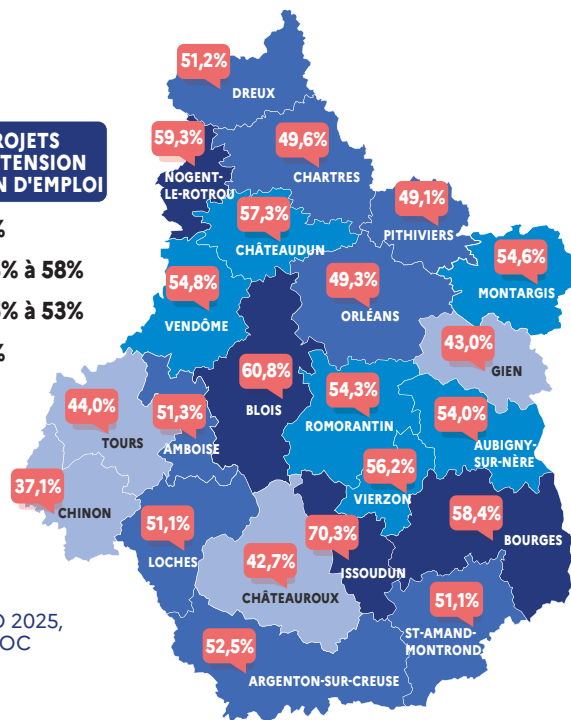 51,2%
DREUX
ROJETS
TENSION
N D'EMPLOI
59,3%
NOGENT-
LE-ROTROU
49,6%
CHARTRES
49,1%
PITHIVIERS
57,3%
CHÂTEAUDUN
% à 58%
% à 53%
%
54,8%
VENDÔME
49,3%
ORLÉANS
54,6%
MONTARGIS
43,0%
GIEN
60,8%
BLOIS
54,3%
ROMORANTIN
44,0%
TOURS
51,3%
AMBOISE
54,0%
AUBIGNY-
SUR-NÈRE
37,1%
CHINON
56,2%
VIERZON
58,4%
BOURGES
51,1%
LOCHES
70,3%
ISSOUDUN
42,7%
CHÂTEAUROUX
51,1%
ST-AMAND-
MONTROND
52,5%
ARGENTON-SUR-CREUSE
2025,
OC